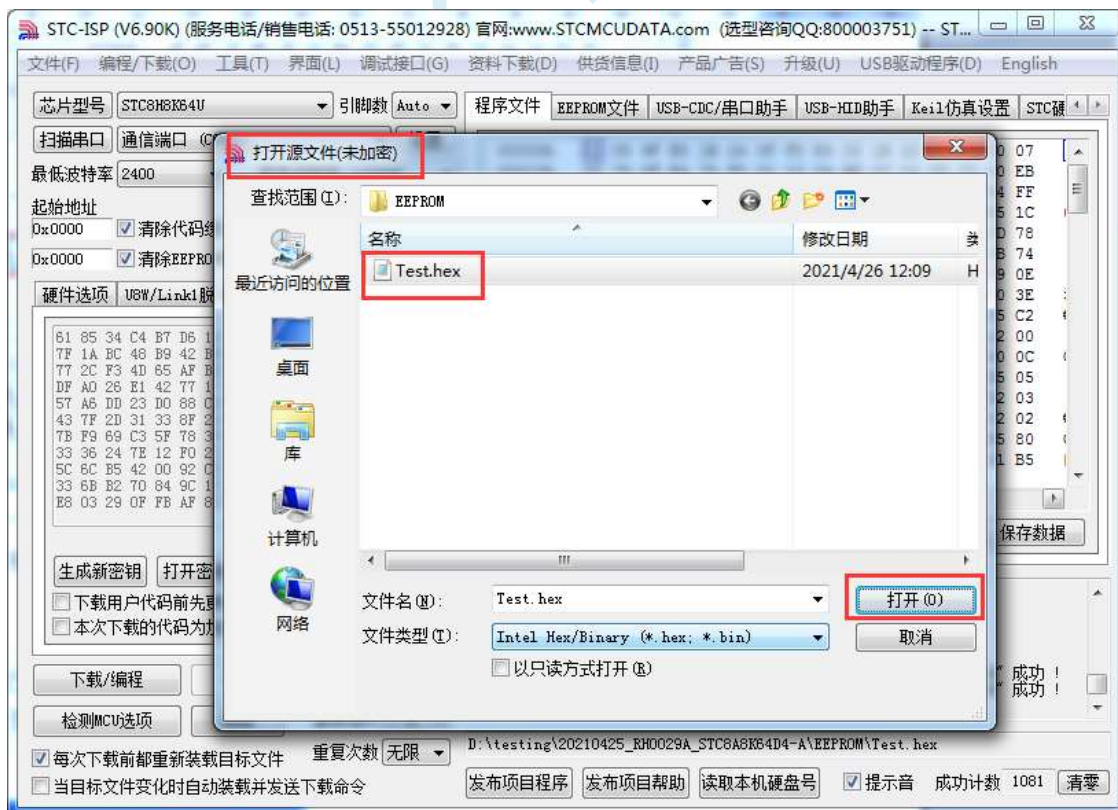 STC-ISP (V6.90K) (服务电话/销售电话: 0513-55012928) 官网:www.STCMCUDATA.com (选型咨询QQ:800003751) -- ST...
文件(F) 编程/下载(O) 工具(T) 界面(L) 调试接口(G) 资料下载(D) 供货信息(I) 产品广告(S) 升级(U) USB驱动程序(D) English
芯片型号 STC8H8K64U 引脚数 Auto 程序文件 EEPROM文件 USB-CDC/串口助手 USB-HID助手 Keil仿真设置 STC硬
扫描串口 通信端口
最低波特率 2400
起始地址
0x0000 清除代码
0x0000 清除EEPRO
硬件选项 U8W/Link1脱
61 85 34 C4 B7 D6
7F 1A BC 48 B9 42
77 2C F3 4D 65 AF
DF A0 26 E1 42 77
57 A6 DD 23 D0 88
43 7F 2D 31 33 8F
7B F9 69 C3 5F 78
33 36 24 7E 12 F0
5C 6C B5 42 00 92
33 6B B2 70 84 9C
E8 03 29 0F FB AF
生成新密钥 打开密
下载用户代码前先
本次下载的代码为
下载/编程
检测MCU选项
打开源文件(未加密)
查找范围(I): EEPROM
名称 修改日期
Test.hex 2021/4/26 12:09 H
最近访问的位置
桌面
库
计算机
网络
文件名(N): Test.hex 打开(O)
文件类型(T): Intel Hex/Binary (*.hex; *.bin) 取消
以只读方式打开(R)
07
EB
FF
1C
78
74
0E
3E
C2
00
0C
05
03
02
80
B5
保存数据
成功 !
成功 !
每次下载前都重新装载目标文件 重复次数 无限 D:\testing\20210425_RH0029A_STC8A8K64D4-A\EEPROM\Test.hex
当目标文件变化时自动装载并发送下载命令 发布项目程序 发布项目帮助 读取本机硬盘号 提示音 成功计数 1081 清零